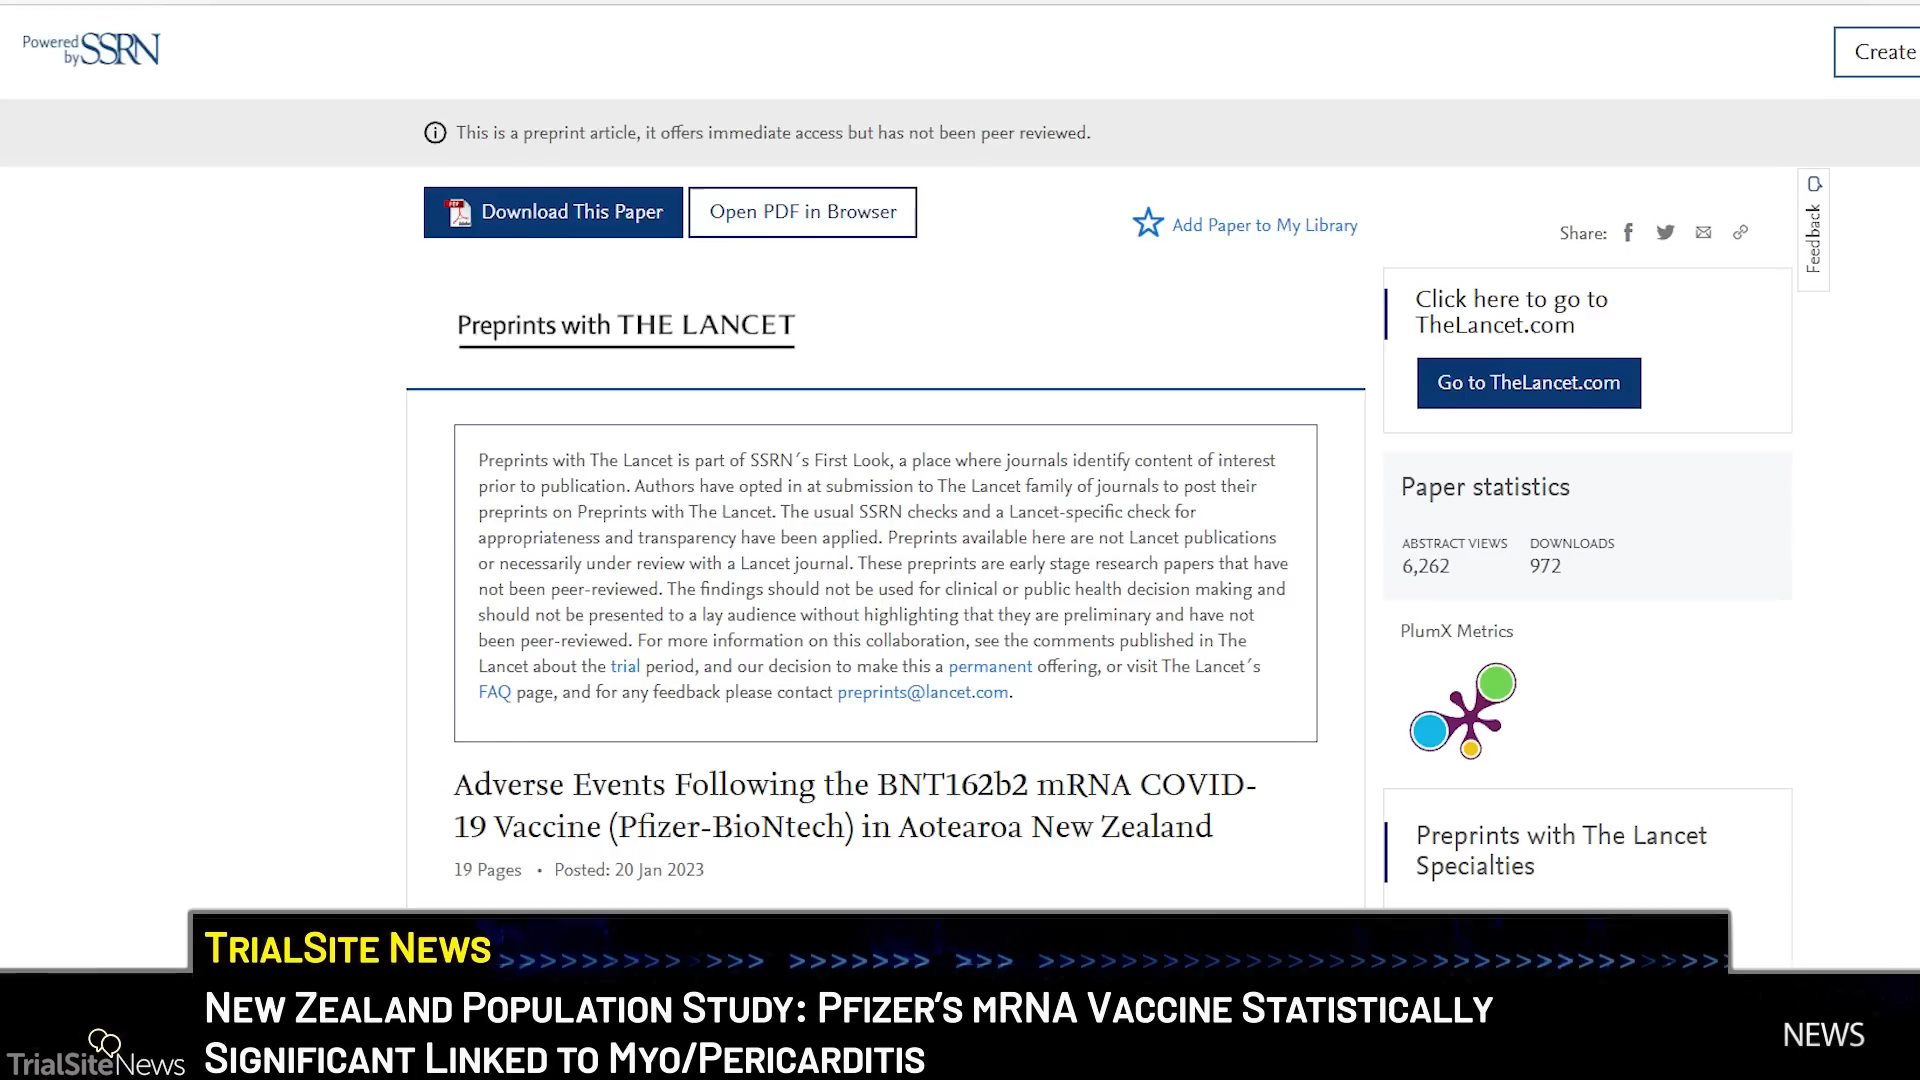 Powered by SSRN
Create
This is a preprint article, it offers immediate access but has not been peer reviewed.
Download This Paper
Open PDF in Browser
Add Paper to My Library
Share:
Feedback
Preprints with THE LANCET
Click here to go to
TheLancet.com
Go to TheLancet.com
Preprints with The Lancet is part of SSRN´s First Look, a place where journals identify content of interest
prior to publication. Authors have opted in at submission to The Lancet family of journals to post their
preprints on Preprints with The Lancet. The usual SSRN checks and a Lancet-specific check for
appropriateness and transparency have been applied. Preprints available here are not Lancet publications
or necessarily under review with a Lancet journal. These preprints are early stage research papers that have
not been peer-reviewed. The findings should not be used for clinical or public health decision making and
should not be presented to a lay audience without highlighting that they are preliminary and have not
been peer-reviewed. For more information on this collaboration, see the comments published in The
Lancet about the trial period, and our decision to make this a permanent offering, or visit The Lancet´s
FAQ page, and for any feedback please contact preprints@lancet.com.
Paper statistics
ABSTRACT VIEWS DOWNLOADS
6,262 972
PlumX Metrics
Adverse Events Following the BNT162b2 mRNA COVID-
19 Vaccine (Pfizer-BioNtech) in Aotearoa New Zealand
19 Pages • Posted: 20 Jan 2023
Preprints with The Lancet
Specialties
TRIALSITE NEWS
NEW ZEALAND POPULATION STUDY: PFIZER'S MRNA VACCINE STATISTICALLY
SIGNIFICANT LINKED TO MYO/PERICARDITIS
TrialSiteNews
NEWS